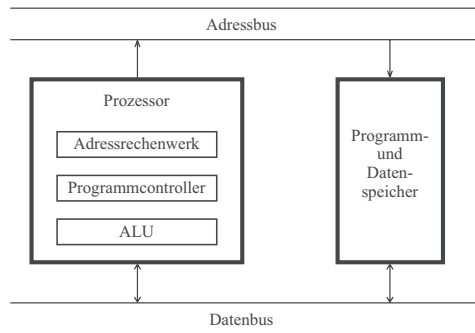 Adressbus
Prozessor
Adressrechenwerk
Programmcontroller
ALU
Programm-
und
Daten-
speicher
Datenbus